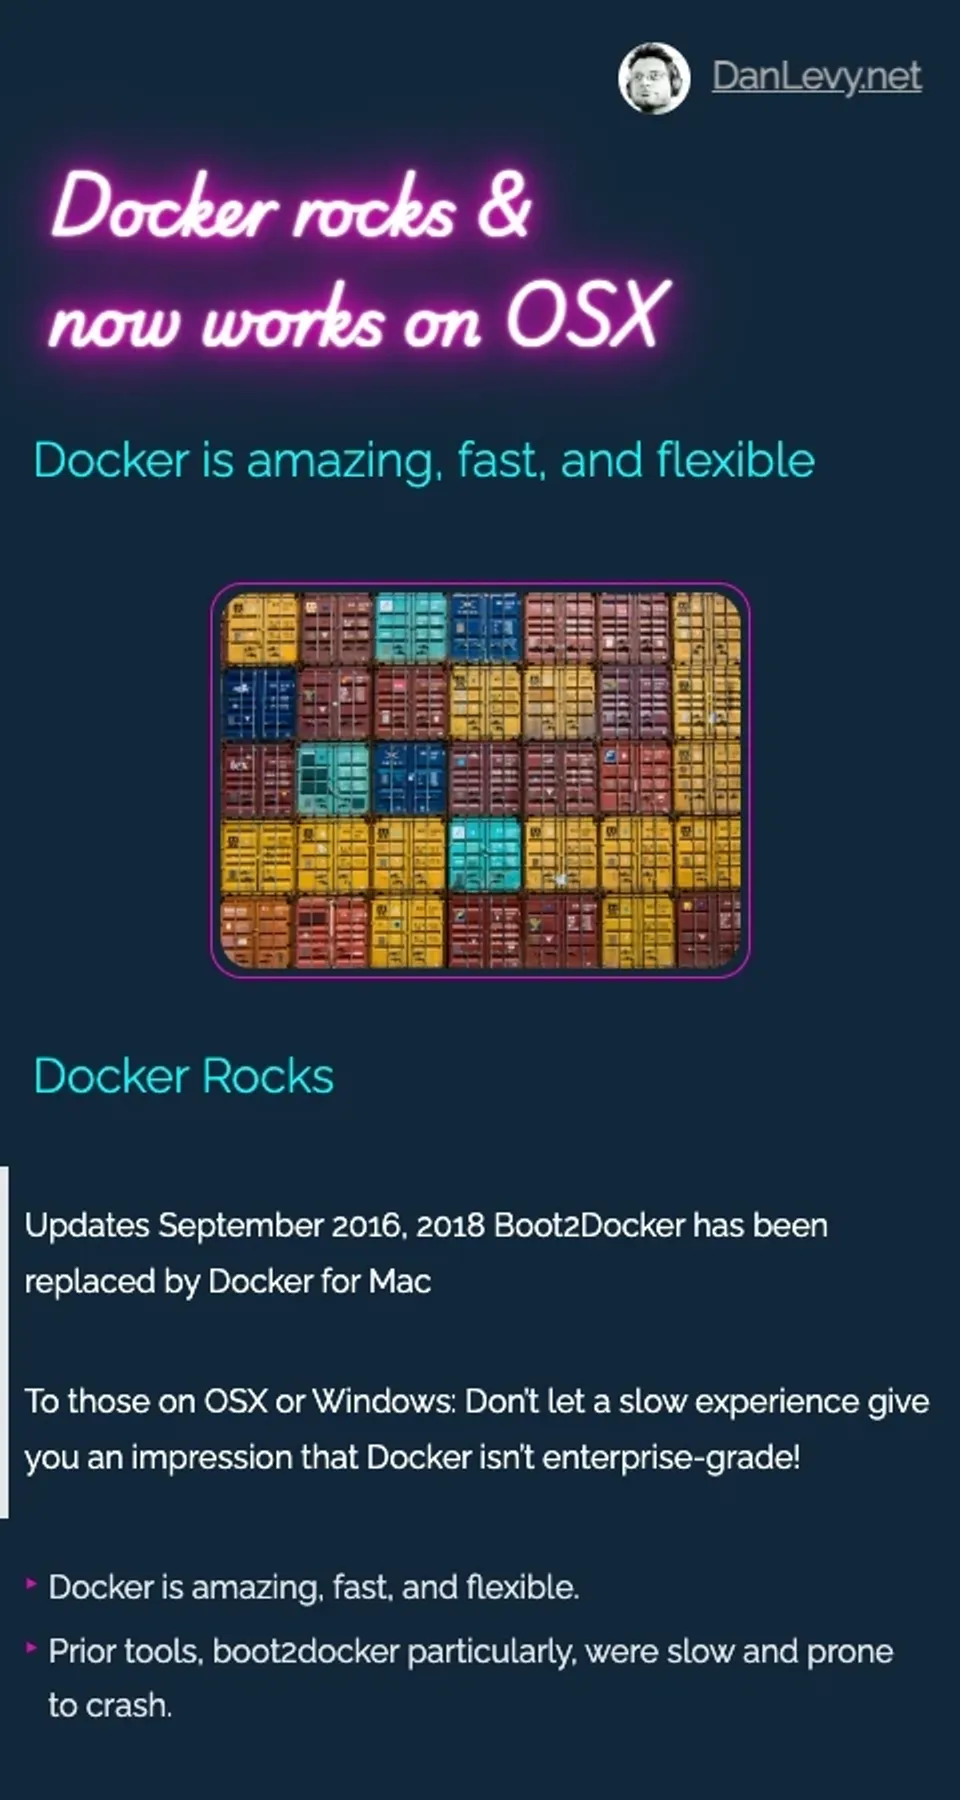 DanLevy.net
Docker rocks &
now works on OSX
Docker is amazing, fast, and flexible
Docker Rocks
Updates September 2016, 2018 Boot2Docker has been
replaced by Docker for Mac
To those on OSX or Windows: Don’t let a slow experience give
you an impression that Docker isn’t enterprise-grade!
Docker is amazing, fast, and flexible.
Prior tools, boot2docker particularly, were slow and prone
to crash.